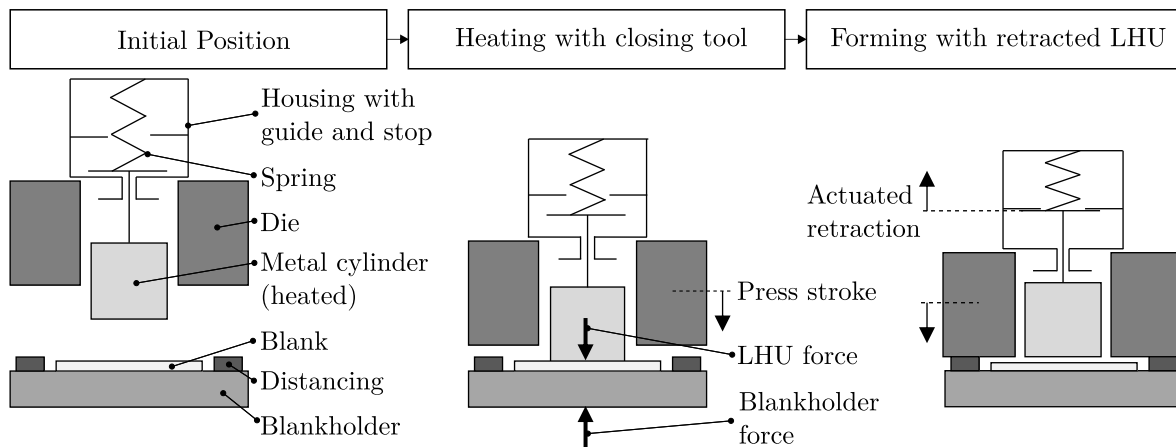 Initial Position
Heating with closing tool
Forming with retracted LHU
Housing with
guide and stop
Spring
Die
Metal cylinder
(heated)
Blank
Distancing
Blankholder
Press stroke
LHU force
Blankholder
force
Actuated
retraction